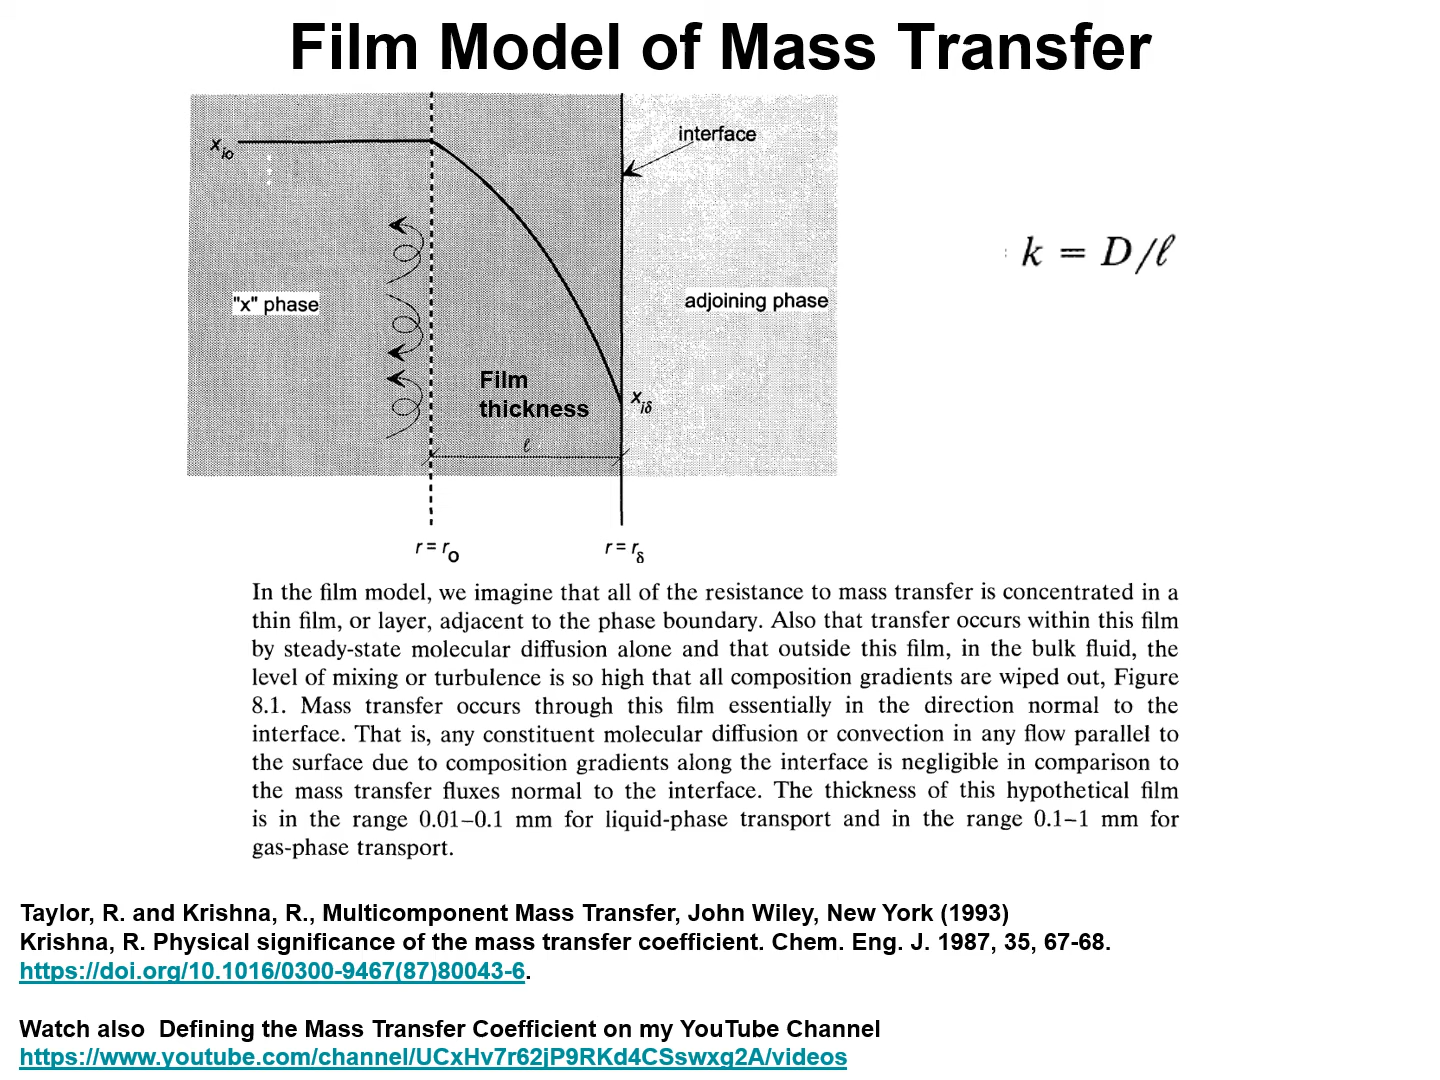 Film Model of Mass Transfer
x_io
interface
k = D/ℓ
"x" phase
adjoining phase
Film
thickness
x_iδ
ℓ
r = r_o
r = r_δ
In the film model, we imagine that all of the resistance to mass transfer is concentrated in a
thin film, or layer, adjacent to the phase boundary. Also that transfer occurs within this film
by steady-state molecular diffusion alone and that outside this film, in the bulk fluid, the
level of mixing or turbulence is so high that all composition gradients are wiped out, Figure
8.1. Mass transfer occurs through this film essentially in the direction normal to the
interface. That is, any constituent molecular diffusion or convection in any flow parallel to
the surface due to composition gradients along the interface is negligible in comparison to
the mass transfer fluxes normal to the interface. The thickness of this hypothetical film
is in the range 0.01–0.1 mm for liquid-phase transport and in the range 0.1–1 mm for
gas-phase transport.
Taylor, R. and Krishna, R., Multicomponent Mass Transfer, John Wiley, New York (1993)
Krishna, R. Physical significance of the mass transfer coefficient. Chem. Eng. J. 1987, 35, 67-68.
https://doi.org/10.1016/0300-9467(87)80043-6.
Watch also  Defining the Mass Transfer Coefficient on my YouTube Channel
https://www.youtube.com/channel/UCxHv7r62jP9RKd4CSswxg2A/videos